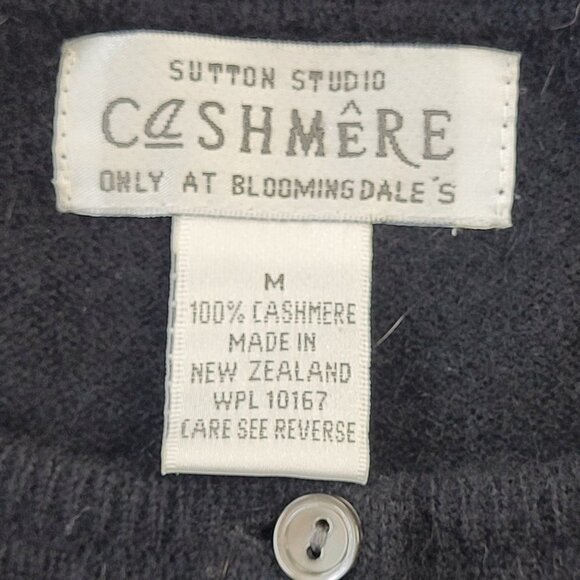 SUTTON STUDIO
CaSHMÊRE
ONLY AT BLOOMINGDALE'S
M
100% CASHMERE
MADE IN
NEW ZEALAND
WPL 10167
CARE SEE REVERSE